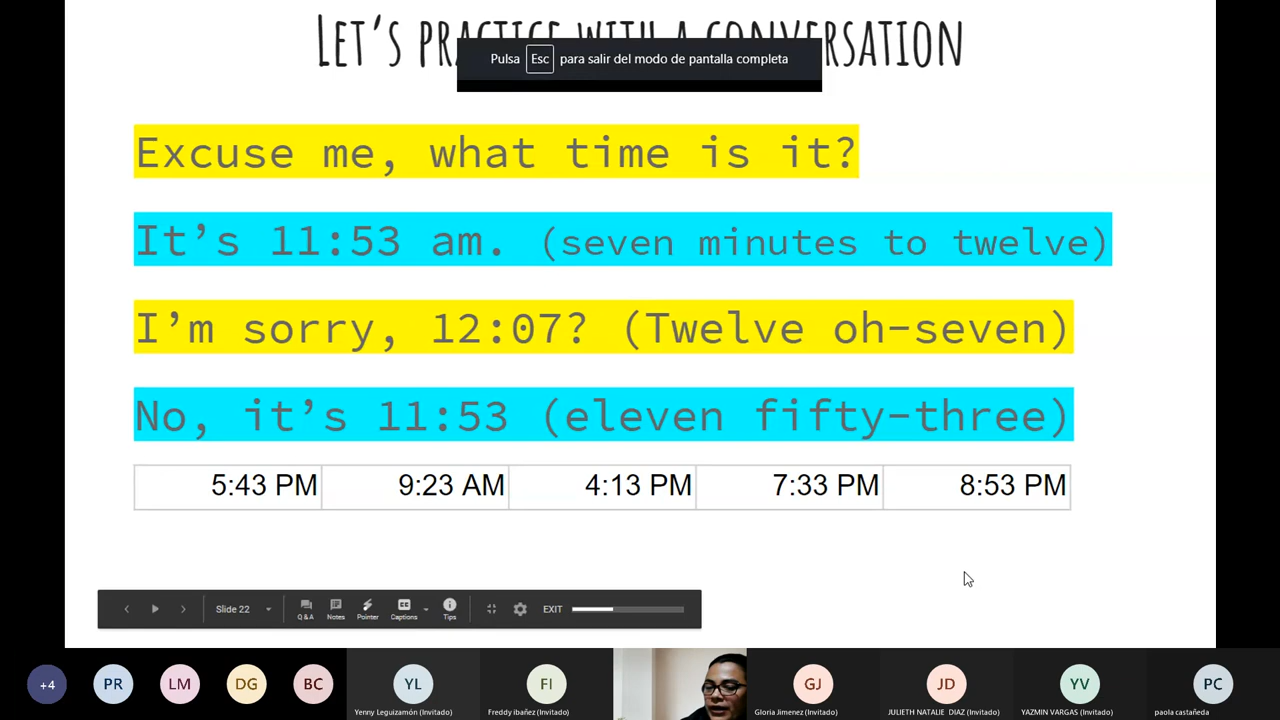 LET'S PRACTICE WITH A CONVERSATION
Pulsa Esc para salir del modo de pantalla completa
Excuse me, what time is it?
It's 11:53 am. (seven minutes to twelve)
I'm sorry, 12:07? (Twelve oh-seven)
No, it's 11:53 (eleven fifty-three)
5:43 PM 9:23 AM 4:13 PM 7:33 PM 8:53 PM
Slide 22 Q&A Notes Pointer Captions Tips EXIT
+4 PR LM DG BC YL FI GJ JD YV PC
Yenny Leguizamón (Invitado) Freddy ibañez (Invitado) Gloria Jimenez (Invitado) JULIETH NATALIE DIAZ (Invitado) YAZMIN VARGAS (Invitado) paola castañeda